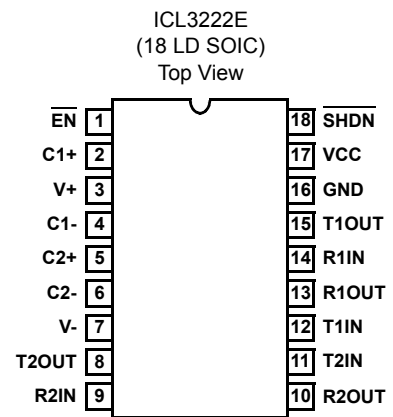 ICL3222E
(18 LD SOIC)
Top View
EN 1 18 SHDN
C1+ 2 17 VCC
V+ 3 16 GND
C1- 4 15 T1OUT
C2+ 5 14 R1IN
C2- 6 13 R1OUT
V- 7 12 T1IN
T2OUT 8 11 T2IN
R2IN 9 10 R2OUT